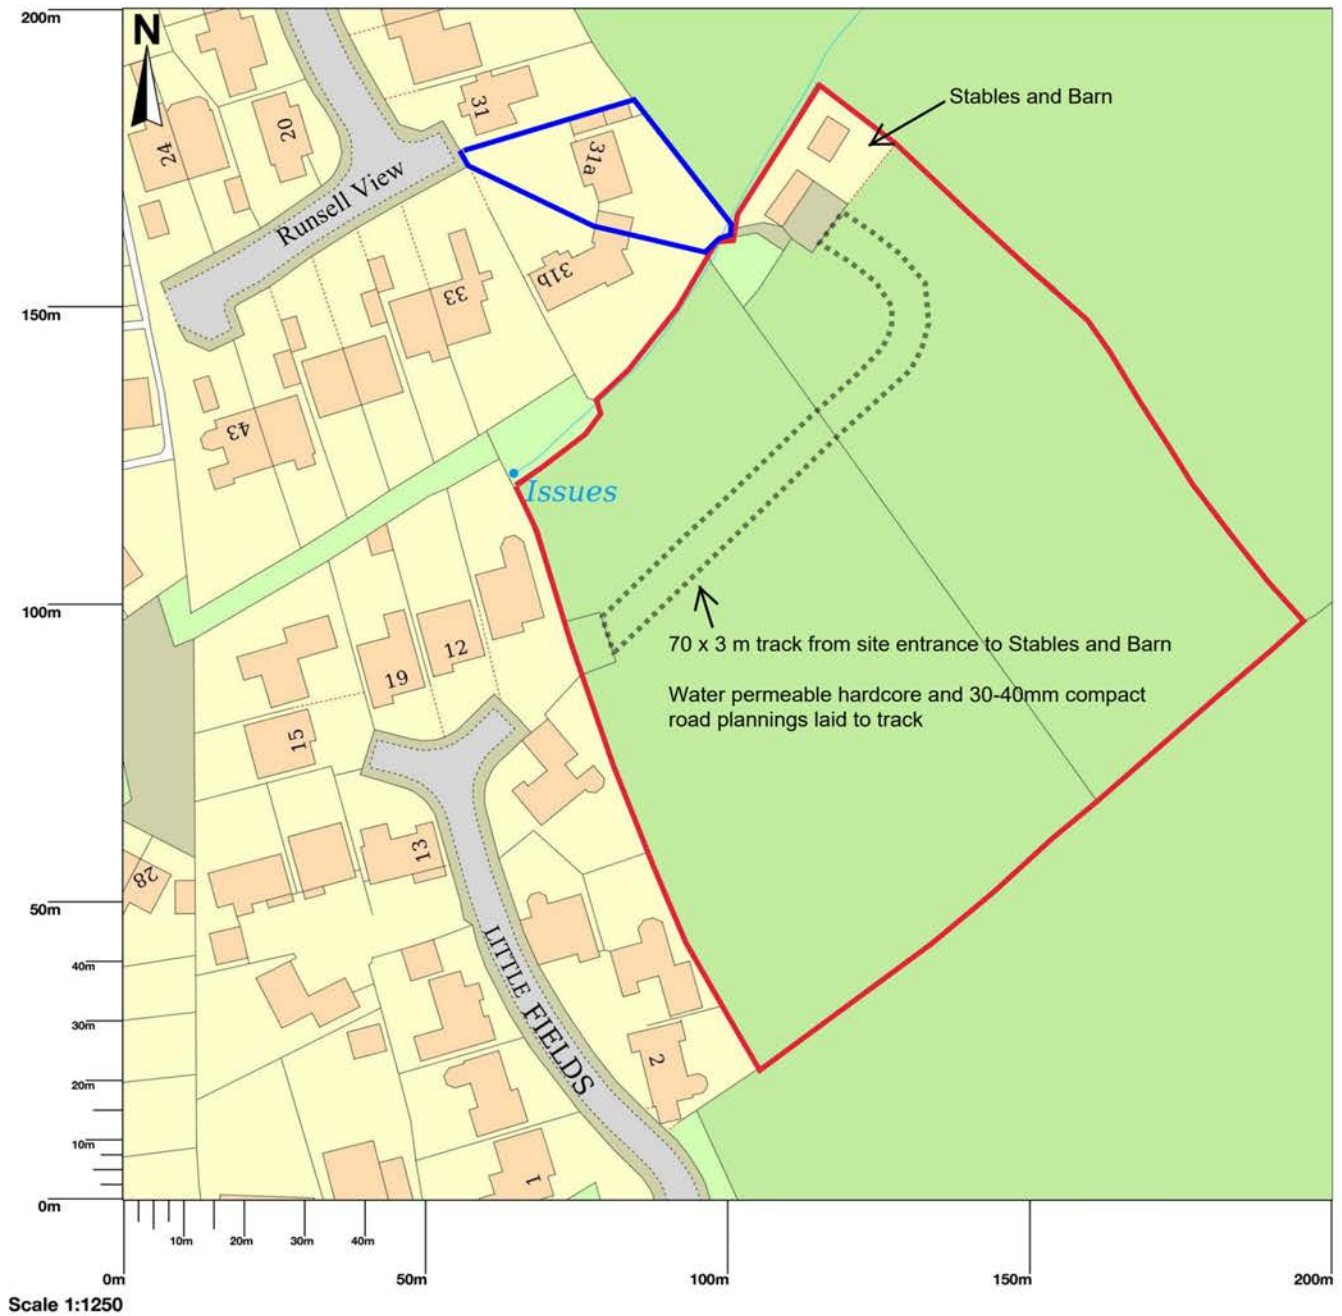 200m
N
Stables and Barn
31
20
24
31a
Runsell View
31b
33
150m
43
Issues
100m
70 x 3 m track from site entrance to Stables and Barn
12
19
Water permeable hardcore and 30-40mm compact
road plannings laid to track
15
13
28
50m
LITTLE FIELDS
40m
30m
2
20m
10m
1
0m
10m
20m
30m
40m
0m
50m
100m
150m
200m
Scale 1:1250